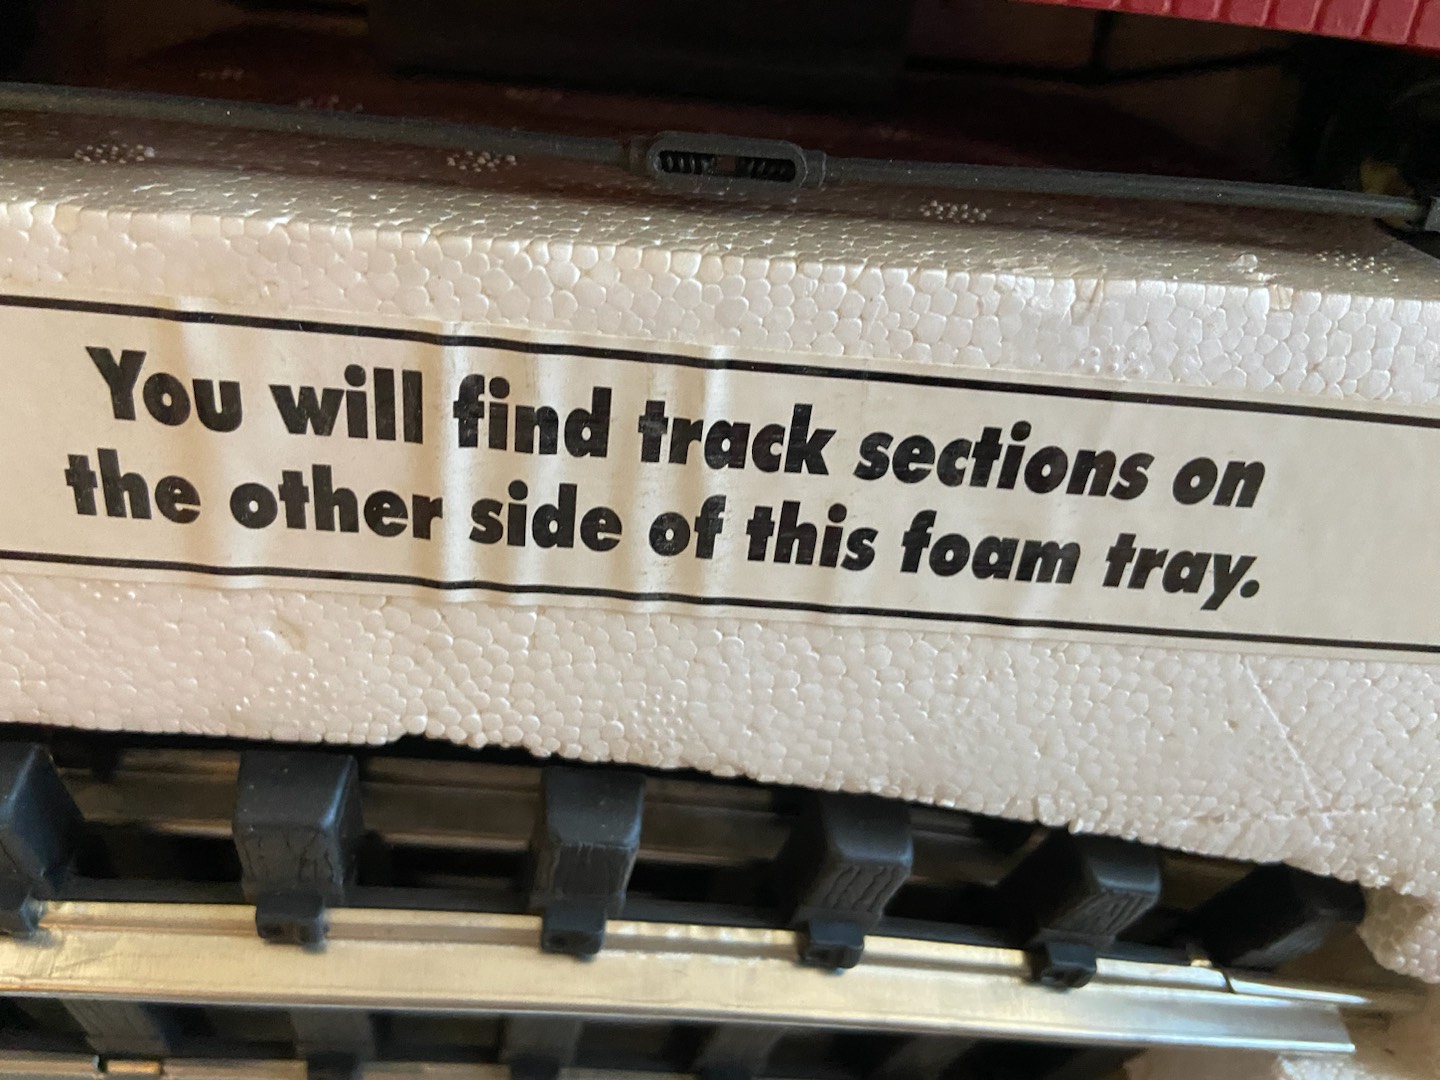 You will find track sections on
the other side of this foam tray.